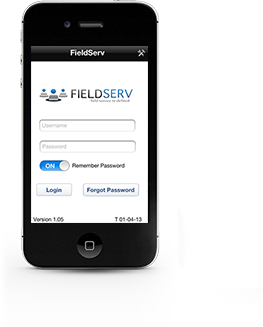 FieldServ
FIELDSERV
field service re-defined!
Username
Password
ON Remember Password
Login Forgot Password
Version 1.05 T 01-04-13